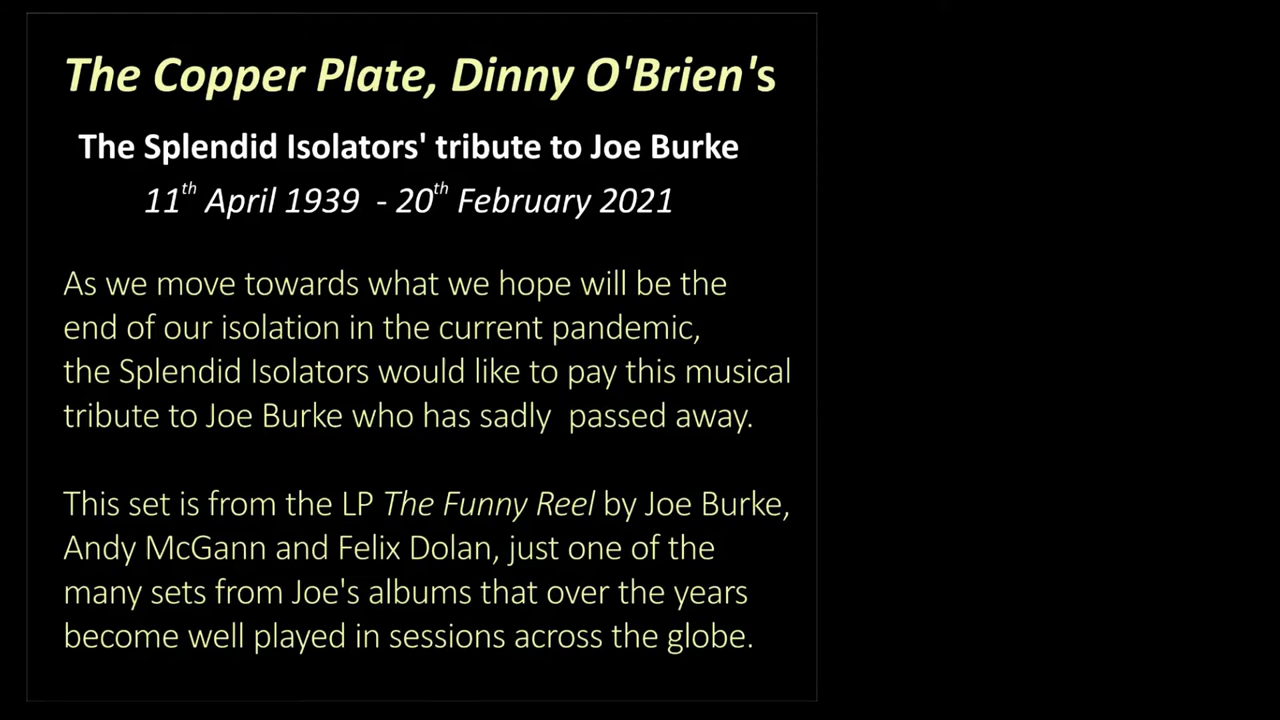 The Copper Plate, Dinny O'Brien's
The Splendid Isolators' tribute to Joe Burke
11th April 1939 - 20th February 2021
As we move towards what we hope will be the
end of our isolation in the current pandemic,
the Splendid Isolators would like to pay this musical
tribute to Joe Burke who has sadly passed away.
This set is from the LP The Funny Reel by Joe Burke,
Andy McGann and Felix Dolan, just one of the
many sets from Joe's albums that over the years
become well played in sessions across the globe.